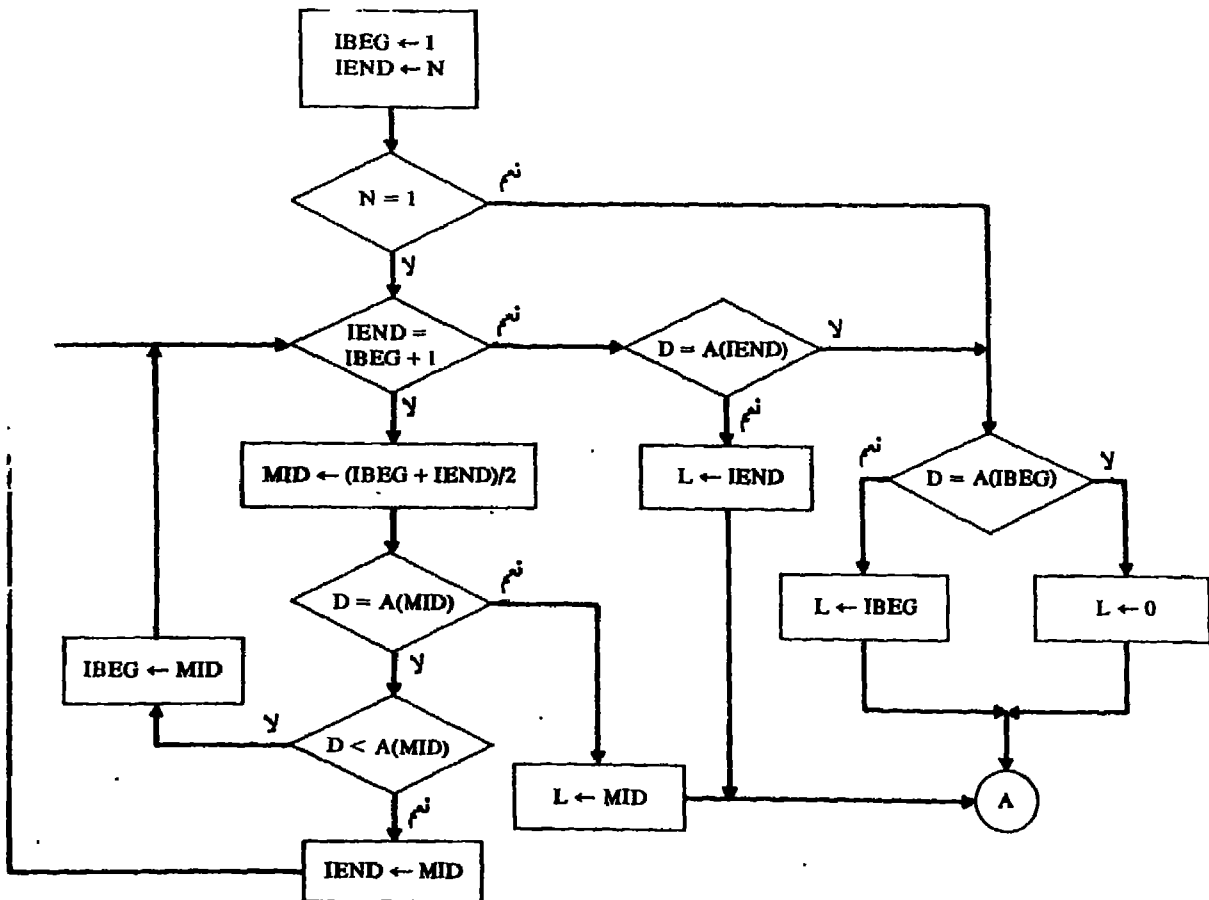 IBEG ← 1
IEND ← N
N = 1
نعم
لا
IEND =
IBEG + 1
نعم
لا
D = A(IEND)
لا
نعم
MID ← (IBEG + IEND)/2
L ← IEND
نعم
D = A(IBEG)
لا
D = A(MID)
نعم
لا
L ← IBEG
L ← 0
IBEG ← MID
لا
D < A(MID)
نعم
L ← MID
A
IEND ← MID